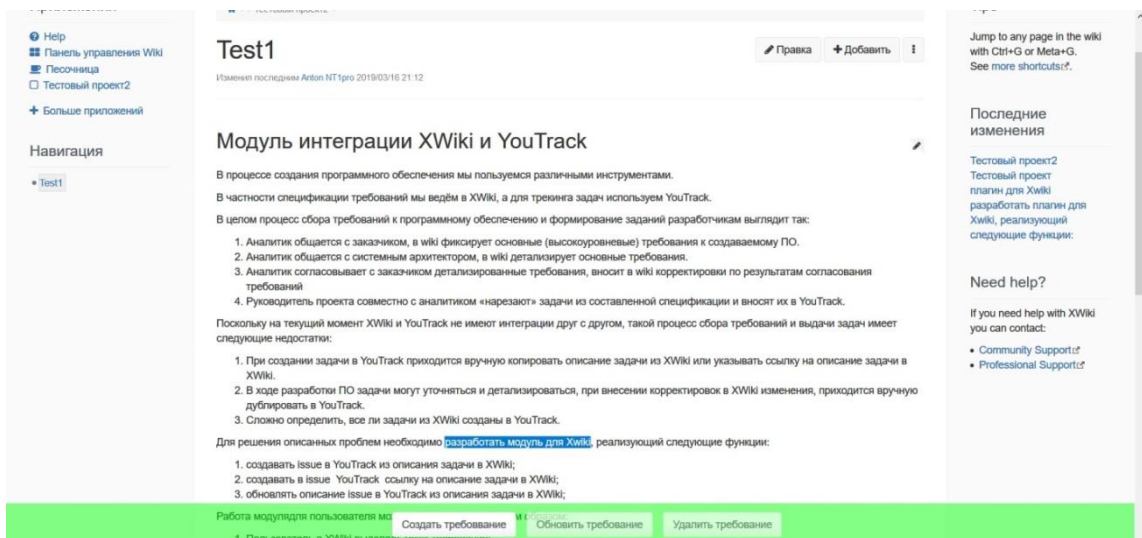 Help
Панель управления Wiki
Песочница
Тестовый проект2
Больше приложений
Навигация
Test1
Test1
Правка
Добавить
Измения последним Anton NT1pro 2019/03/16 21:12
Модуль интеграции XWiki и YouTrack
В процессе создания программного обеспечения мы пользуемся различными инструментами.
В частности спецификации требований мы ведём в XWiki, а для трекинга задач используем YouTrack.
В целом процесс сбора требований к программному обеспечению и формирование заданий разработчикам выглядит так:
1. Аналитик общается с заказчиком, в wiki фиксирует основные (высокоуровневые) требования к создаваемому ПО.
2. Аналитик общается с системным архитектором, в wiki детализирует основные требования.
3. Аналитик согласовывает с заказчиком детализированные требования, вносит в wiki корректировки по результатам согласования
требований
4. Руководитель проекта совместно с аналитиком «нарезают» задачи из составленной спецификации и вносят их в YouTrack.
Поскольку на текущий момент XWiki и YouTrack не имеют интеграции друг с другом, такой процесс сбора требований и выдачи задач имеет
следующие недостатки:
1. При создании задачи в YouTrack приходится вручную копировать описание задачи из XWiki или указывать ссылку на описание задачи в
XWiki.
2. В ходе разработки ПО задачи могут уточняться и детализироваться, при внесении корректировок в XWiki изменения, приходится вручную
дублировать в YouTrack.
3. Сложно определить, все ли задачи из XWiki созданы в YouTrack.
Для решения описанных проблем необходимо разработать модуль для Xwiki, реализующий следующие функции:
1. создавать issue в YouTrack из описания задачи в XWiki;
2. создавать в issue YouTrack ссылку на описание задачи в XWiki;
3. обновлять описание issue в YouTrack из описания задачи в XWiki;
Работа модулядля пользователя
Создать требоввание
Обновить требование
Удалить требование
Jump to any page in the wiki
with Ctrl+G or Meta+G.
See more shortcuts.
Последние
изменения
Тестовый проект2
Тестовый проект
плагин для Xwiki
разработать плагин для
Xwiki, реализующий
следующие функции:
Need help?
If you need help with XWiki
you can contact:
Community Support
Professional Support